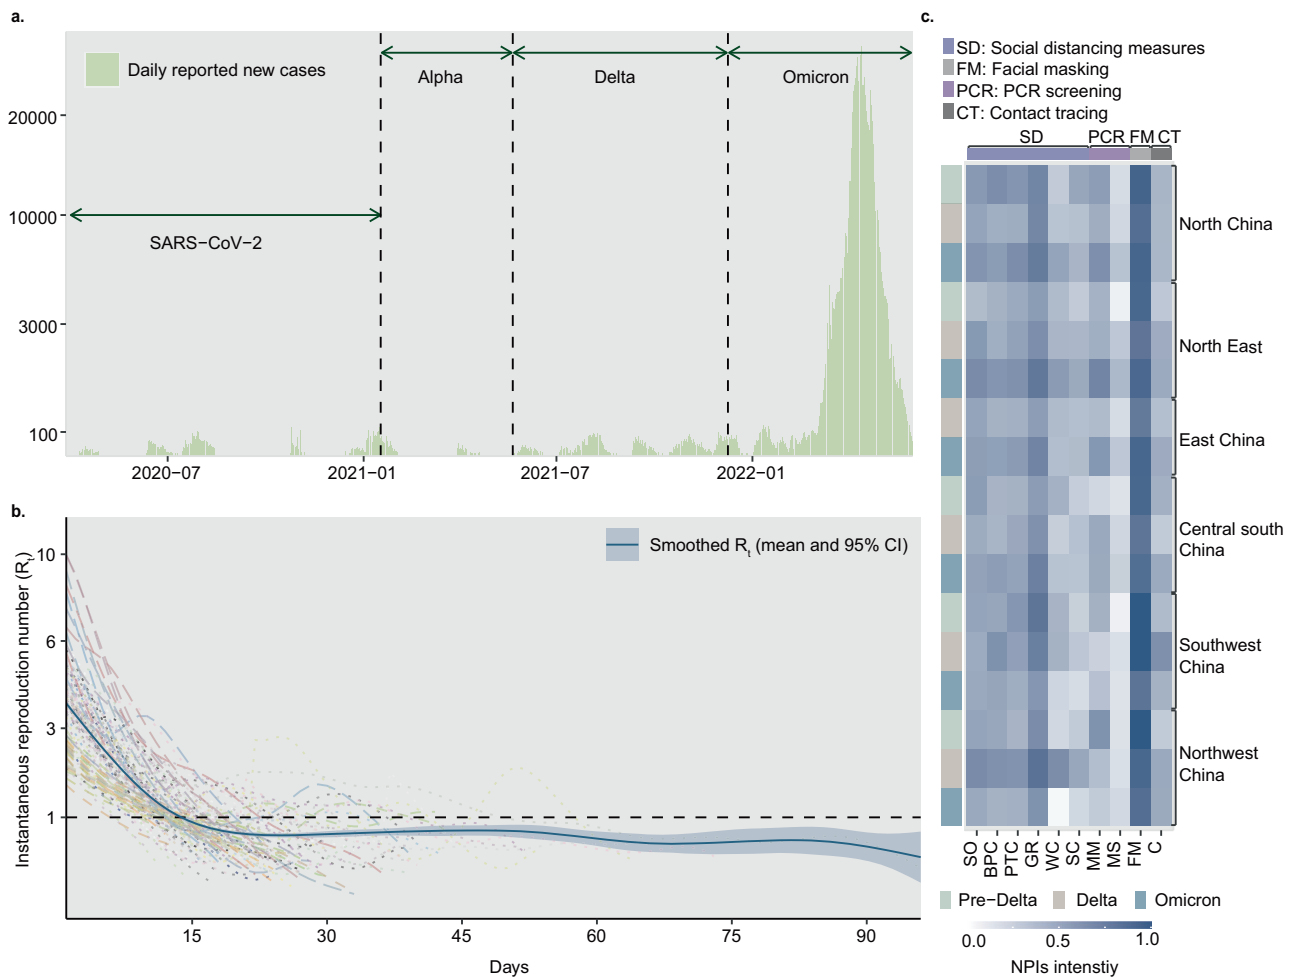 a.
Daily reported new cases
Alpha
Delta
Omicron
20000
10000
3000
100
SARS−CoV−2
2020−07
2021−01
2021−07
2022−01
b.
Instantaneous reproduction number (Rt)
10
6
3
1
Smoothed Rt (mean and 95% CI)
15
30
45
60
75
90
Days
c.
SD: Social distancing measures
FM: Facial masking
PCR: PCR screening
CT: Contact tracing
SD
PCR
FM
CT
North China
North East
East China
Central south
China
Southwest
China
Northwest
China
SO
BPC
PTC
GR
WC
SC
MM
MS
FM
C
Pre−Delta
Delta
Omicron
0.0
0.5
1.0
NPIs intenstiy